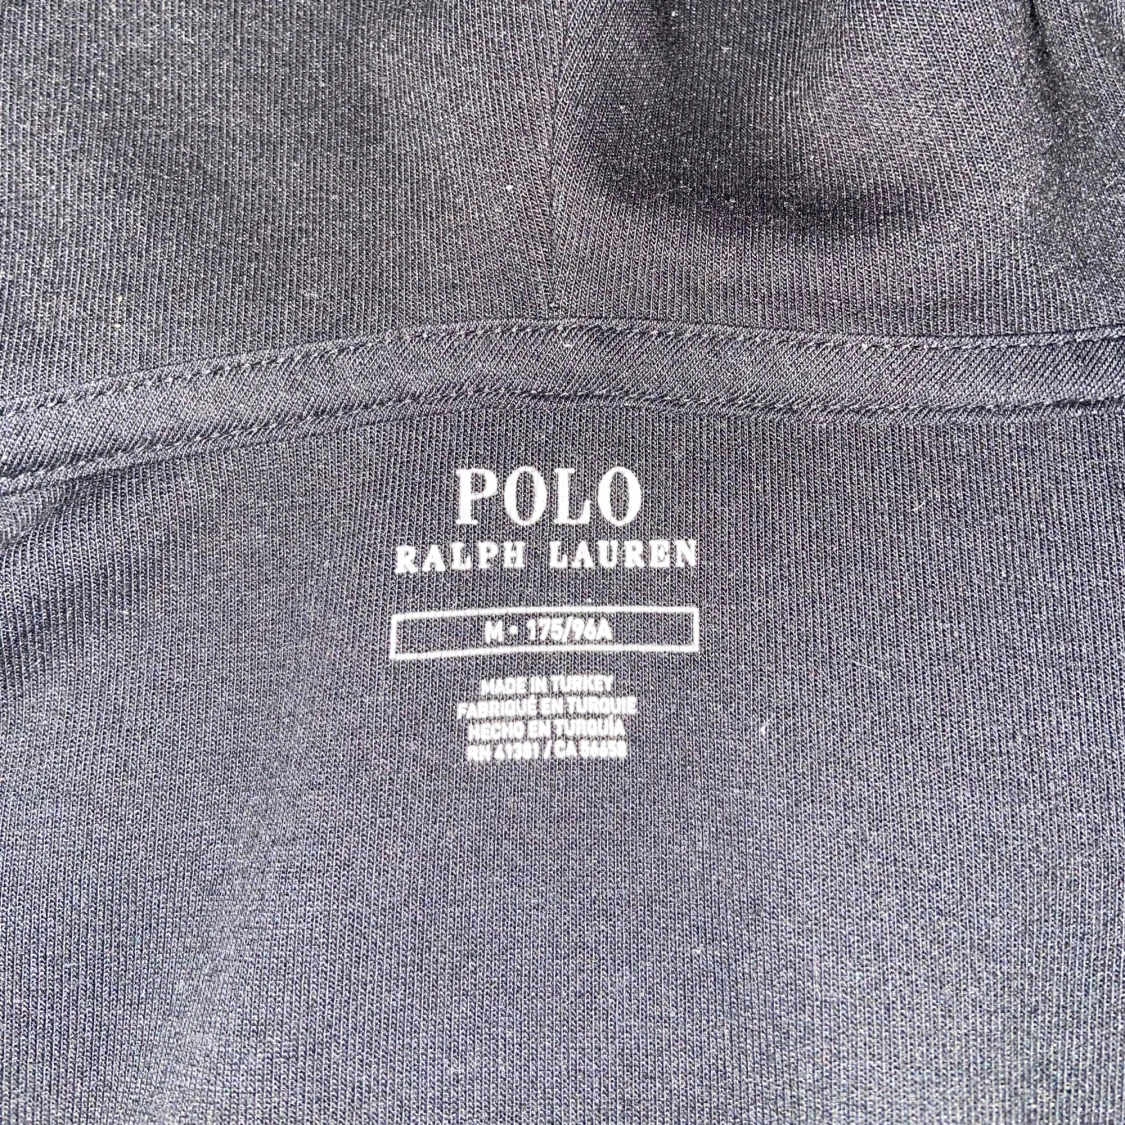 POLO
RALPH LAUREN
M • 175/96A
MADE IN TURKEY
FABRIQUÉ EN TURQUIE
HECHO EN TURQUÍA
RN 41381 / CA 56658